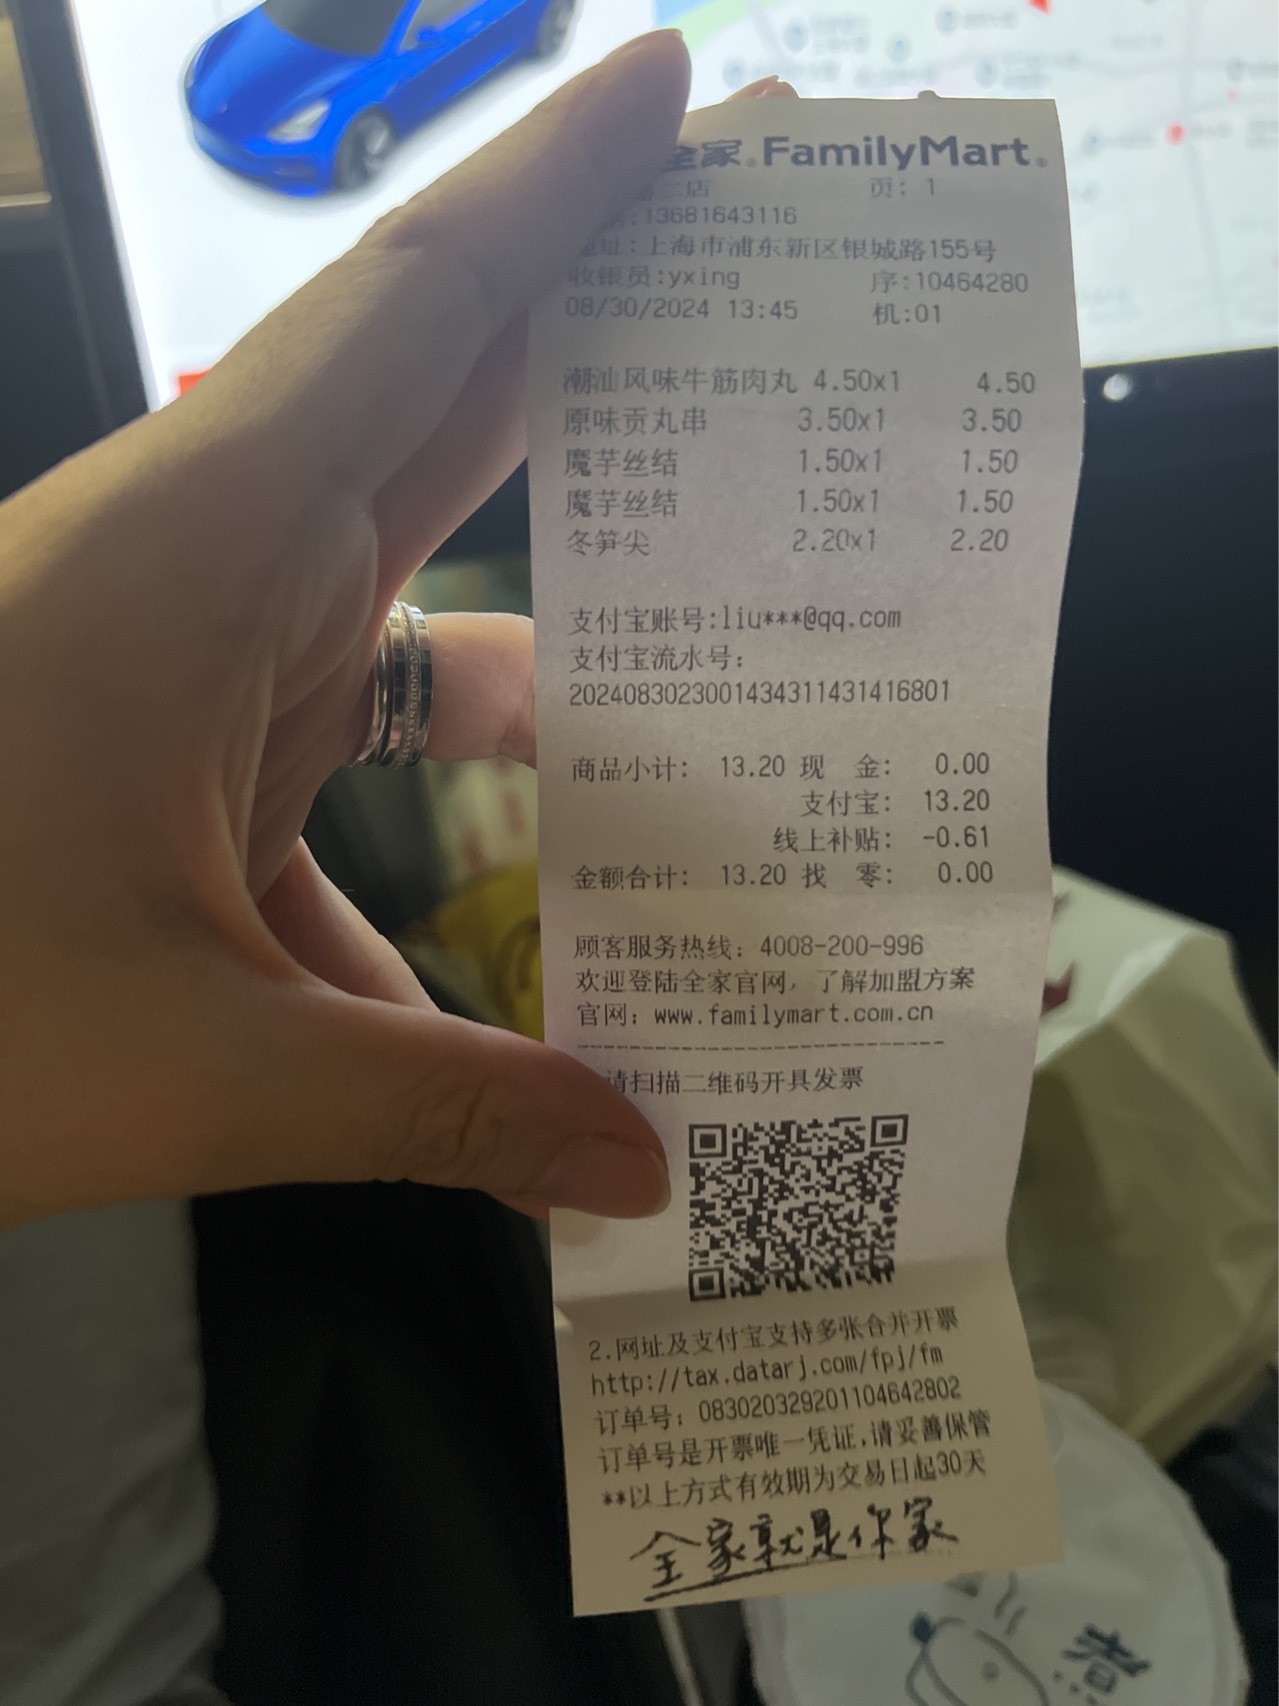 全家® FamilyMart®
二店 页: 1
:13681643116
址:上海市浦东新区银城路155号
收银员:yxing 序:10464280
08/30/2024 13:45 机:01
潮汕风味牛筋肉丸 4.50x1 4.50
原味贡丸串 3.50x1 3.50
魔芋丝结 1.50x1 1.50
魔芋丝结 1.50x1 1.50
冬笋尖 2.20x1 2.20
支付宝账号:liu***@qq.com
支付宝流水号:
2024083023001434311431416801
商品小计: 13.20 现 金: 0.00
支付宝: 13.20
线上补贴: -0.61
金额合计: 13.20 找 零: 0.00
顾客服务热线: 4008-200-996
欢迎登陆全家官网, 了解加盟方案
官网: www.familymart.com.cn
请扫描二维码开具发票
2.网址及支付宝支持多张合并开票
http://tax.datarj.com/fpj/fm
订单号: 083020329201104642802
订单号是开票唯一凭证,请妥善保管
**以上方式有效期为交易日起30天
全家就是你家
煮